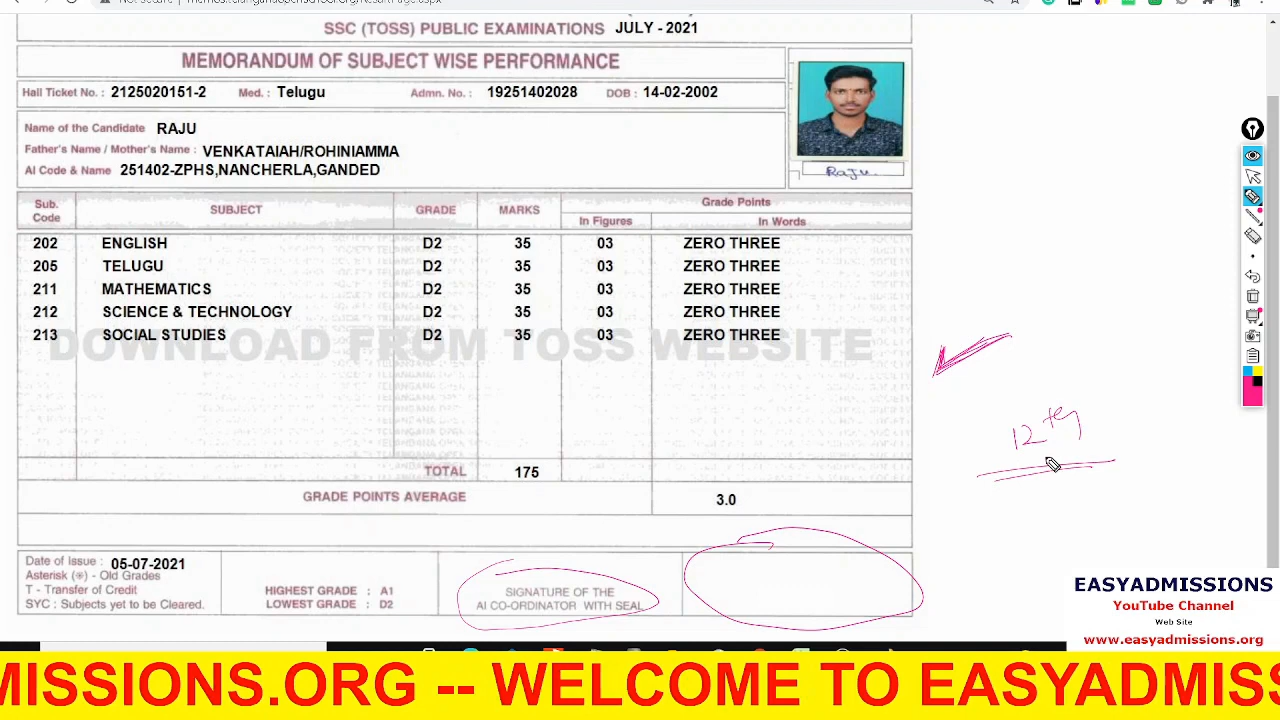 SSC (TOSS) PUBLIC EXAMINATIONS JULY - 2021
MEMORANDUM OF SUBJECT WISE PERFORMANCE
Hall Ticket No. : 2125020151-2 Med. : Telugu Admn. No. : 19251402028 DOB : 14-02-2002
Name of the Candidate RAJU
Father's Name / Mother's Name : VENKATAIAH/ROHINIAMMA
AI Code & Name 251402-ZPHS,NANCHERLA,GANDED
Raju.
Sub. Code SUBJECT GRADE MARKS Grade Points
In Figures In Words
202 ENGLISH D2 35 03 ZERO THREE
205 TELUGU D2 35 03 ZERO THREE
211 MATHEMATICS D2 35 03 ZERO THREE
212 SCIENCE & TECHNOLOGY D2 35 03 ZERO THREE
213 SOCIAL STUDIES D2 35 03 ZERO THREE
DOWNLOAD FROM TOSS WEBSITE
TOTAL 175
GRADE POINTS AVERAGE 3.0
Date of Issue : 05-07-2021
Asterisk (※) - Old Grades
T - Transfer of Credit
SYC : Subjects yet to be Cleared.
HIGHEST GRADE : A1
LOWEST GRADE : D2
SIGNATURE OF THE
AI CO-ORDINATOR WITH SEAL
12
EASYADMISSIONS
YouTube Channel
Web Site
www.easyadmissions.org
MISSIONS.ORG -- WELCOME TO EASYADMISS